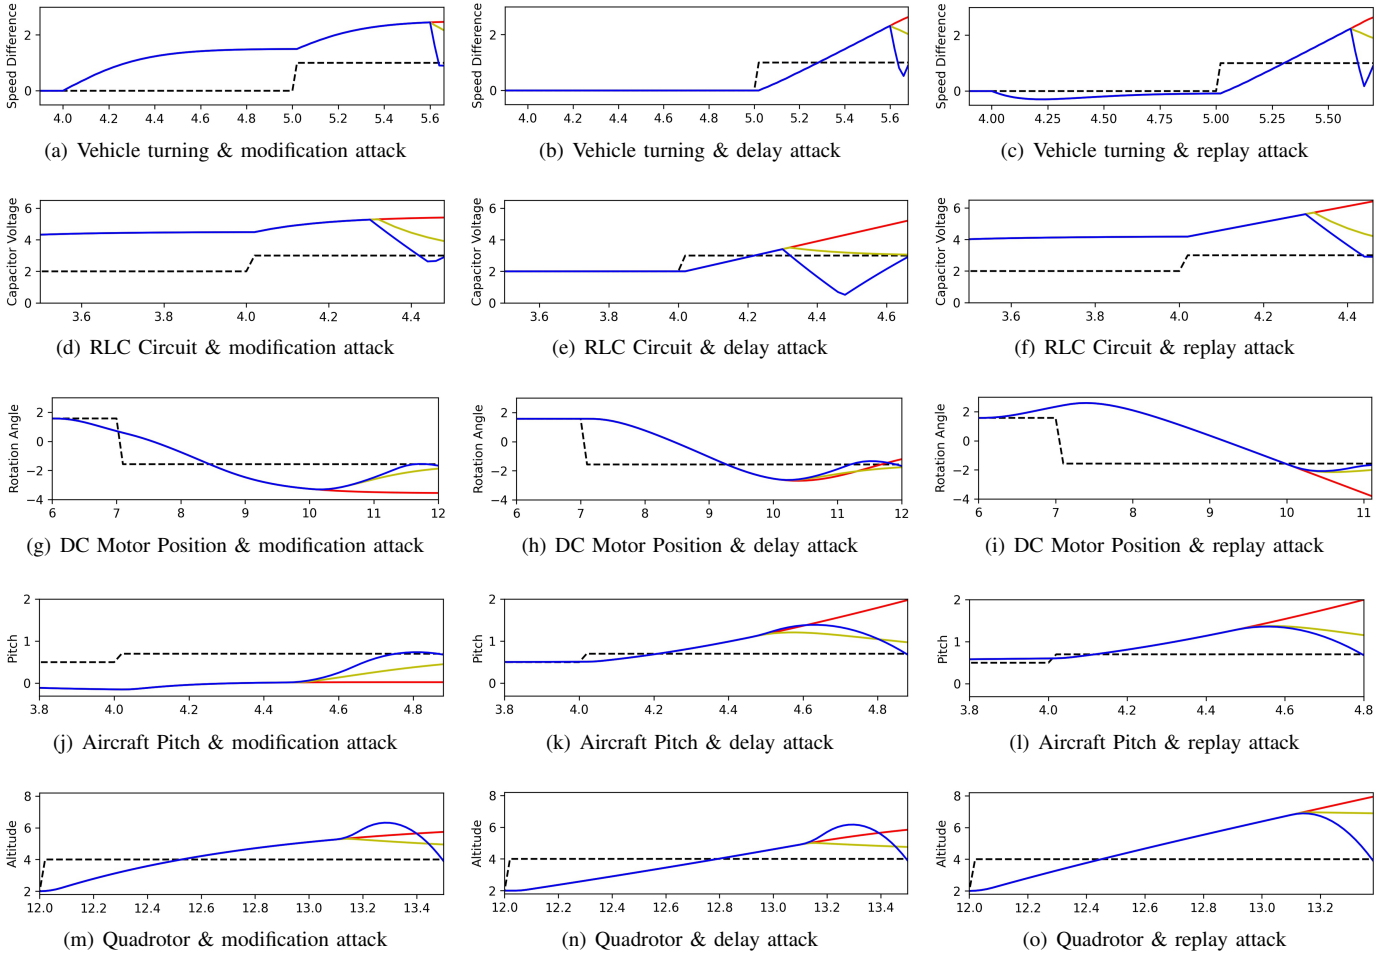 Speed Difference
2
0
4.0 4.2 4.4 4.6 4.8 5.0 5.2 5.4 5.6
(a) Vehicle turning & modification attack
Speed Difference
2
0
4.0 4.2 4.4 4.6 4.8 5.0 5.2 5.4 5.6
(b) Vehicle turning & delay attack
Speed Difference
2
0
4.00 4.25 4.50 4.75 5.00 5.25 5.50
(c) Vehicle turning & replay attack
Capacitor Voltage
6
4
2
0
3.6 3.8 4.0 4.2 4.4
(d) RLC Circuit & modification attack
Capacitor Voltage
6
4
2
0
3.6 3.8 4.0 4.2 4.4 4.6
(e) RLC Circuit & delay attack
Capacitor Voltage
6
4
2
0
3.6 3.8 4.0 4.2 4.4
(f) RLC Circuit & replay attack
Rotation Angle
2
0
−2
−4
6 7 8 9 10 11 12
(g) DC Motor Position & modification attack
Rotation Angle
2
0
−2
−4
6 7 8 9 10 11 12
(h) DC Motor Position & delay attack
Rotation Angle
2
0
−2
−4
6 7 8 9 10 11
(i) DC Motor Position & replay attack
Pitch
2
1
0
3.8 4.0 4.2 4.4 4.6 4.8
(j) Aircraft Pitch & modification attack
Pitch
2
1
0
3.8 4.0 4.2 4.4 4.6 4.8
(k) Aircraft Pitch & delay attack
Pitch
2
1
0
3.8 4.0 4.2 4.4 4.6 4.8
(l) Aircraft Pitch & replay attack
Altitude
8
6
4
2
12.0 12.2 12.4 12.6 12.8 13.0 13.2 13.4
(m) Quadrotor & modification attack
Altitude
8
6
4
2
12.0 12.2 12.4 12.6 12.8 13.0 13.2 13.4
(n) Quadrotor & delay attack
Altitude
8
6
4
2
12.0 12.2 12.4 12.6 12.8 13.0 13.2
(o) Quadrotor & replay attack